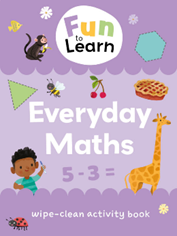 Fun
to
Learn
Everyday
Maths
5-3=
wipe-clean activity book